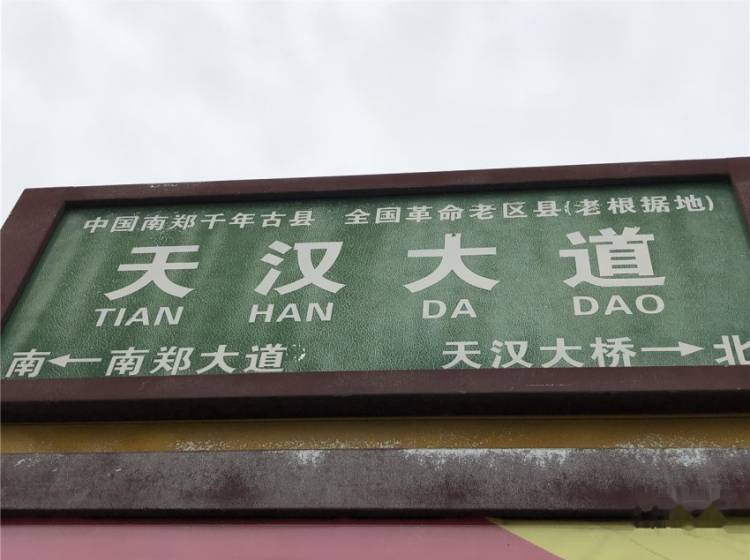 中国南郑千年古县 全国革命老区县(老根据地)
天汉大道
TIAN HAN DA DAO
南←南郑大道 天汉大桥→北